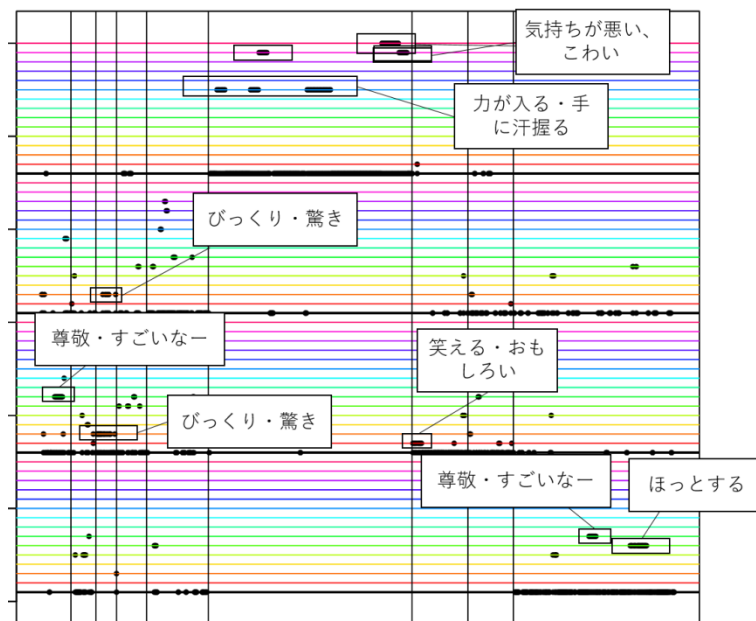 気持ちが悪い、
こわい
力が入る・手
に汗握る
びっくり・驚き
尊敬・すごいなー
笑える・おも
しろい
びっくり・驚き
尊敬・すごいなー
ほっとする